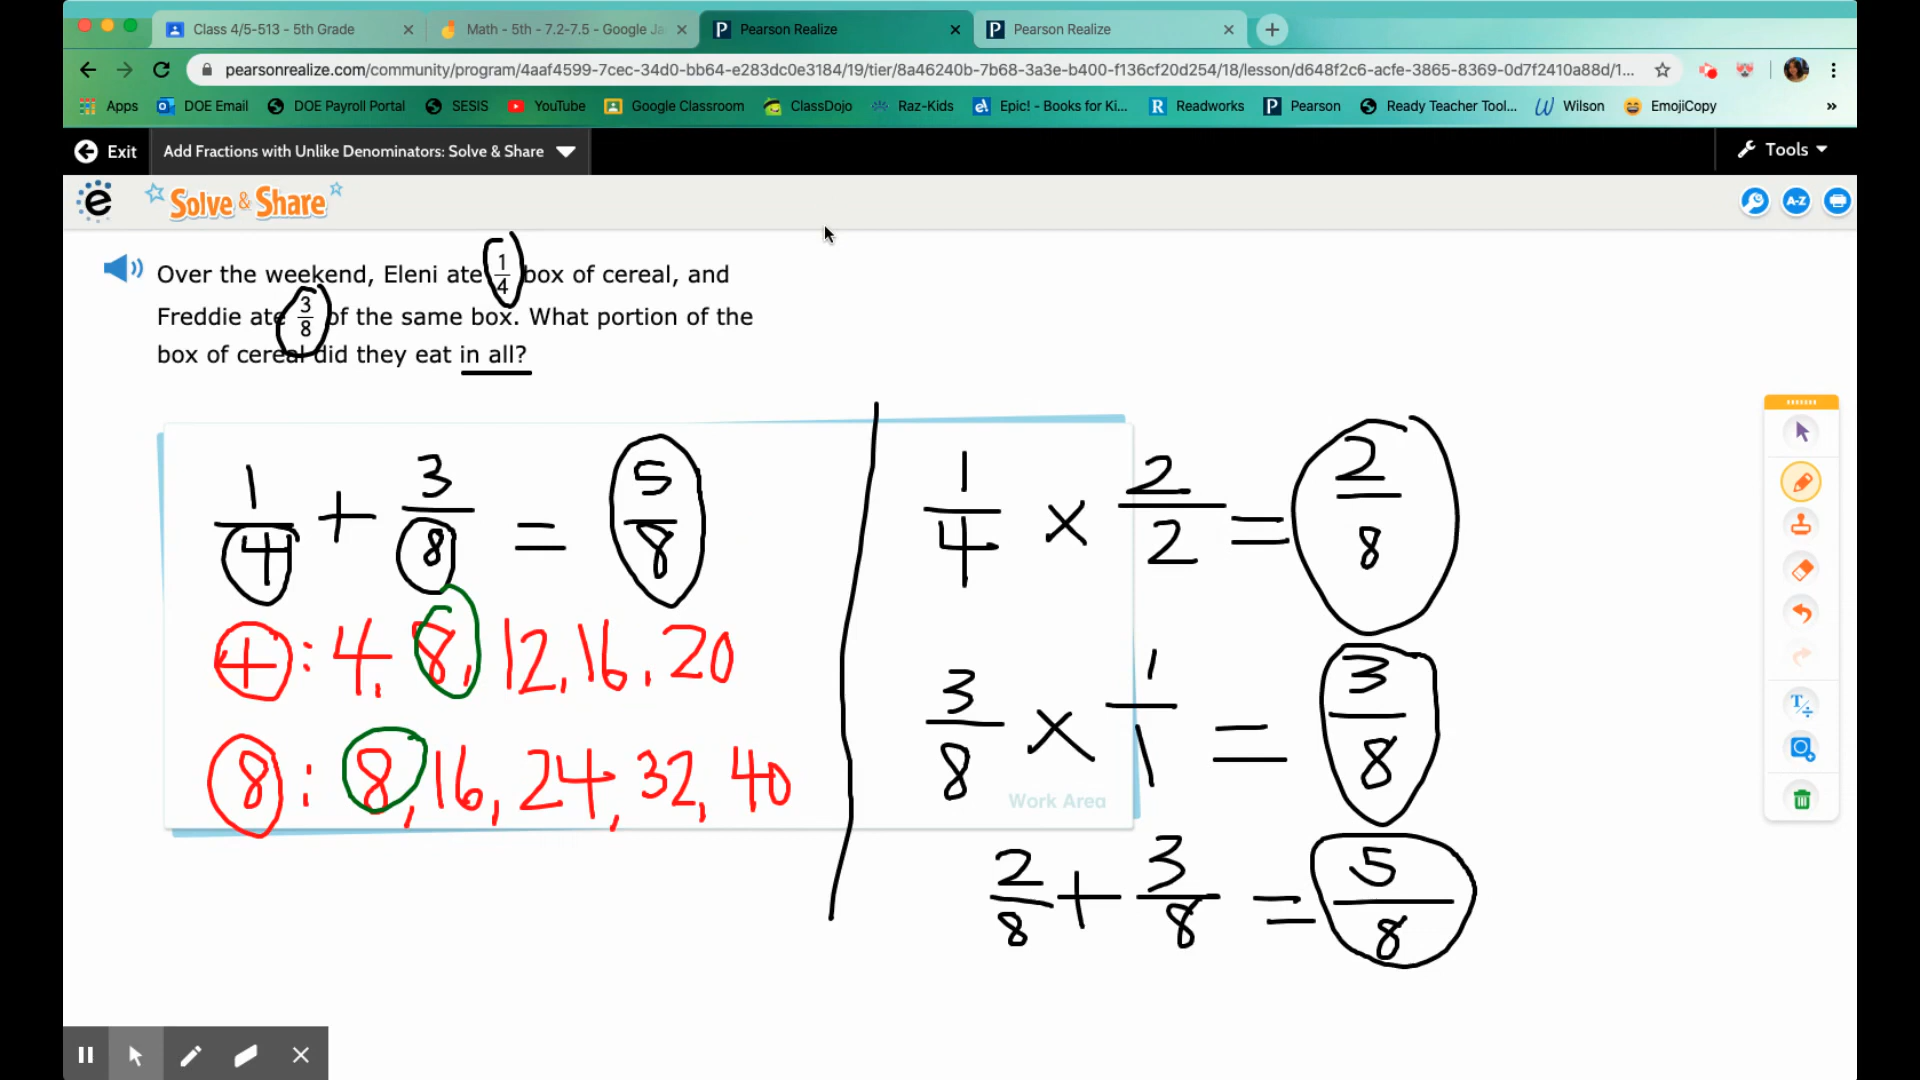 Class 4/5-513 - 5th Grade
Math - 5th - 7.2-7.5 - Google Ja
Pearson Realize
Pearson Realize
pearsonrealize.com/community/program/4aaf4599-7cec-34d0-bb64-e283dc0e3184/19/tier/8a46240b-7b68-3a3e-b400-f136cf20d254/18/lesson/d648f2c6-acfe-3865-8369-0d7f2410a88d/1...
Apps DOE Email DOE Payroll Portal SESIS YouTube Google Classroom ClassDojo Raz-Kids Epic! - Books for Ki... Readworks Pearson Ready Teacher Tool... Wilson EmojiCopy »
Exit Add Fractions with Unlike Denominators: Solve & Share Tools
e Solve & Share A-Z
Over the weekend, Eleni ate 1/4 box of cereal, and
Freddie ate 3/8 of the same box. What portion of the
box of cereal did they eat in all?
1/4 + 3/8 = 5/8
4: 4, 8, 12, 16, 20
8: 8, 16, 24, 32, 40
1/4 × 2/2 = 2/8
3/8 × 1/1 = 3/8
Work Area
2/8 + 3/8 = 5/8